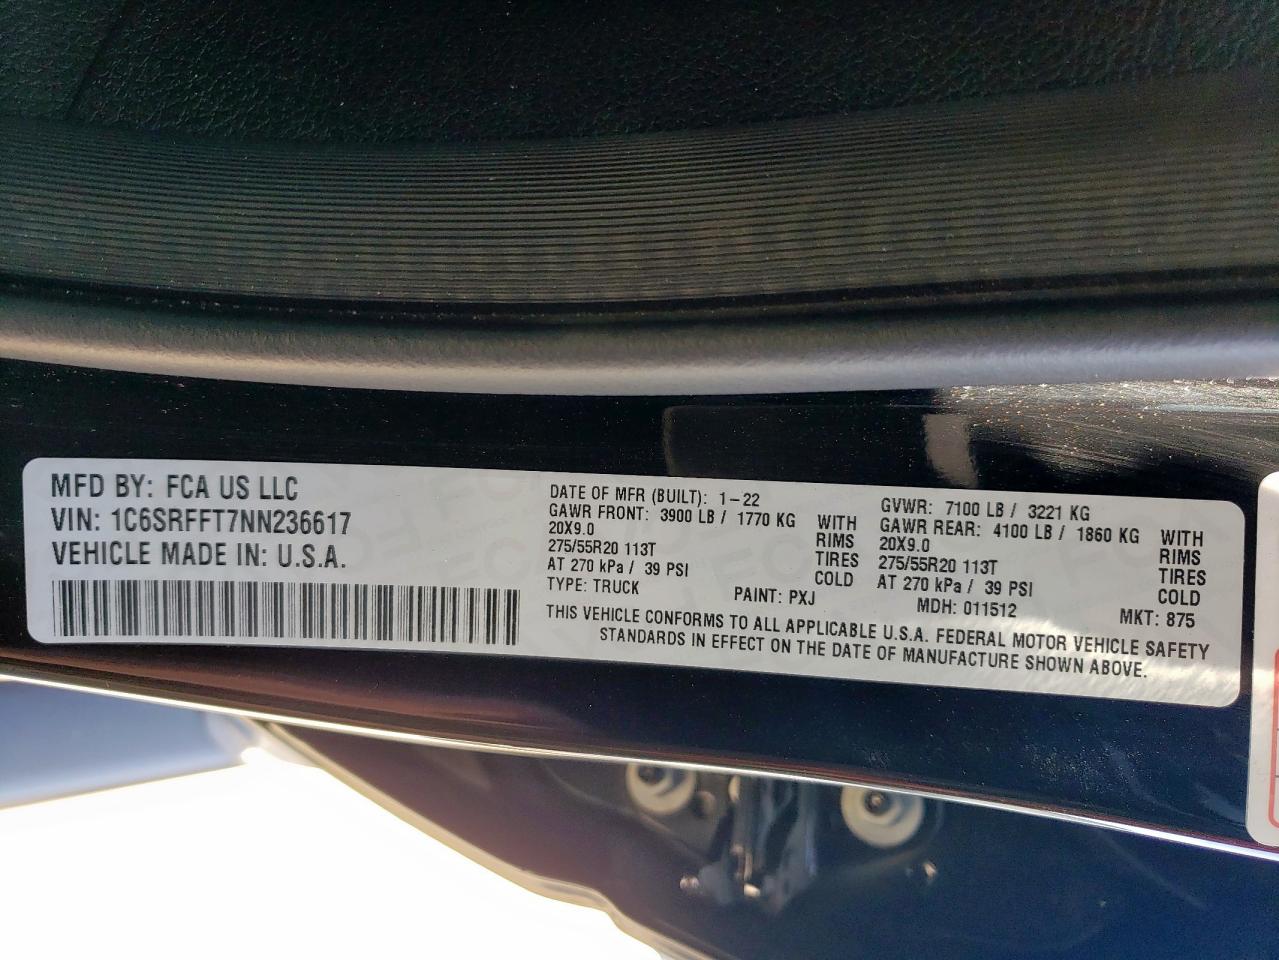 MFD BY: FCA US LLC
VIN: 1C6SRFFT7NN236617
VEHICLE MADE IN: U.S.A.
DATE OF MFR (BUILT): 1-22
GAWR FRONT: 3900 LB / 1770 KG WITH
20X9.0 RIMS
275/55R20 113T TIRES
AT 270 kPa / 39 PSI COLD
TYPE: TRUCK PAINT: PXJ
GVWR: 7100 LB / 3221 KG
GAWR REAR: 4100 LB / 1860 KG WITH
20X9.0 RIMS
275/55R20 113T TIRES
AT 270 kPa / 39 PSI COLD
MDH: 011512 MKT: 875
THIS VEHICLE CONFORMS TO ALL APPLICABLE U.S.A. FEDERAL MOTOR VEHICLE SAFETY
STANDARDS IN EFFECT ON THE DATE OF MANUFACTURE SHOWN ABOVE.